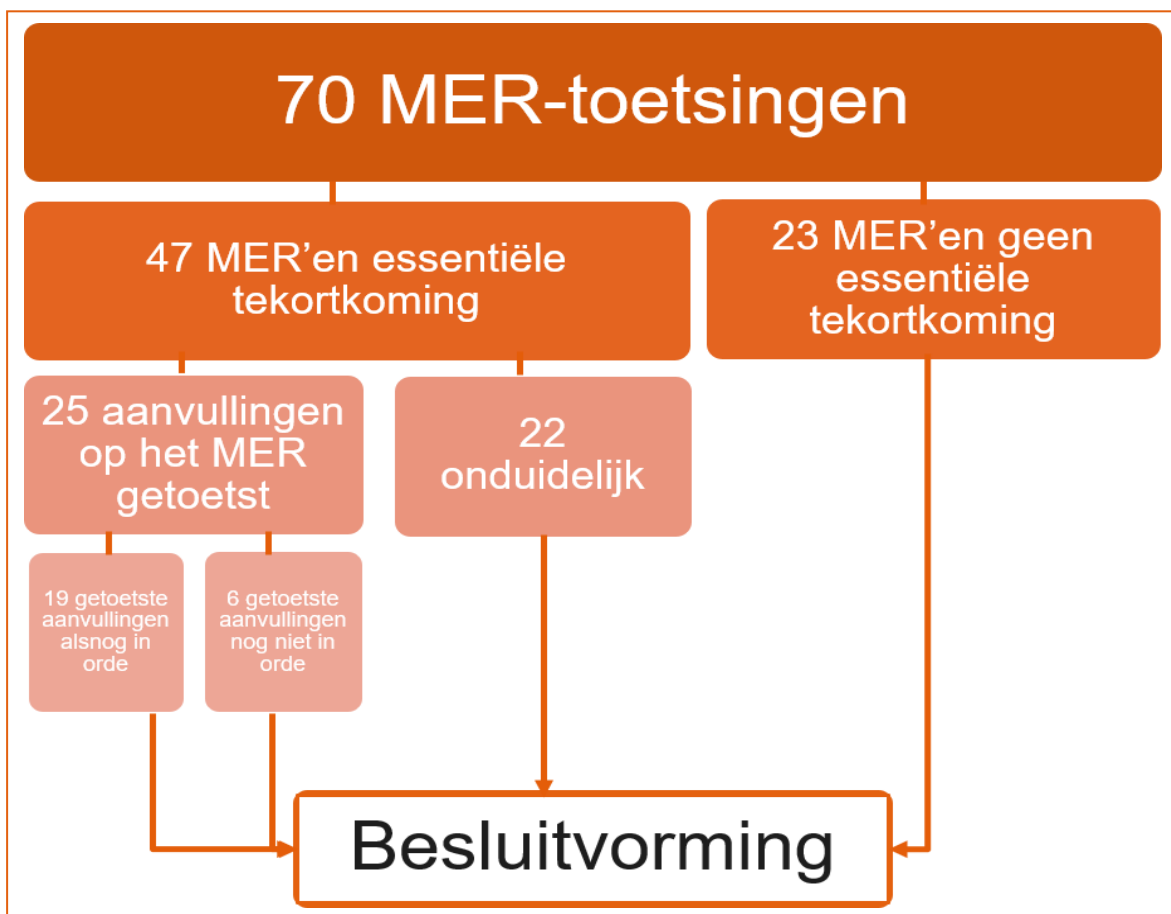 70 MER-toetsingen
47 MER’en essentiële
tekortkoming
23 MER’en geen
essentiële
tekortkoming
25 aanvullingen
op het MER
getoetst
22
onduidelijk
19 getoetste
aanvullingen
alsnog in
orde
6 getoetste
aanvullingen
nog niet in
orde
Besluitvorming